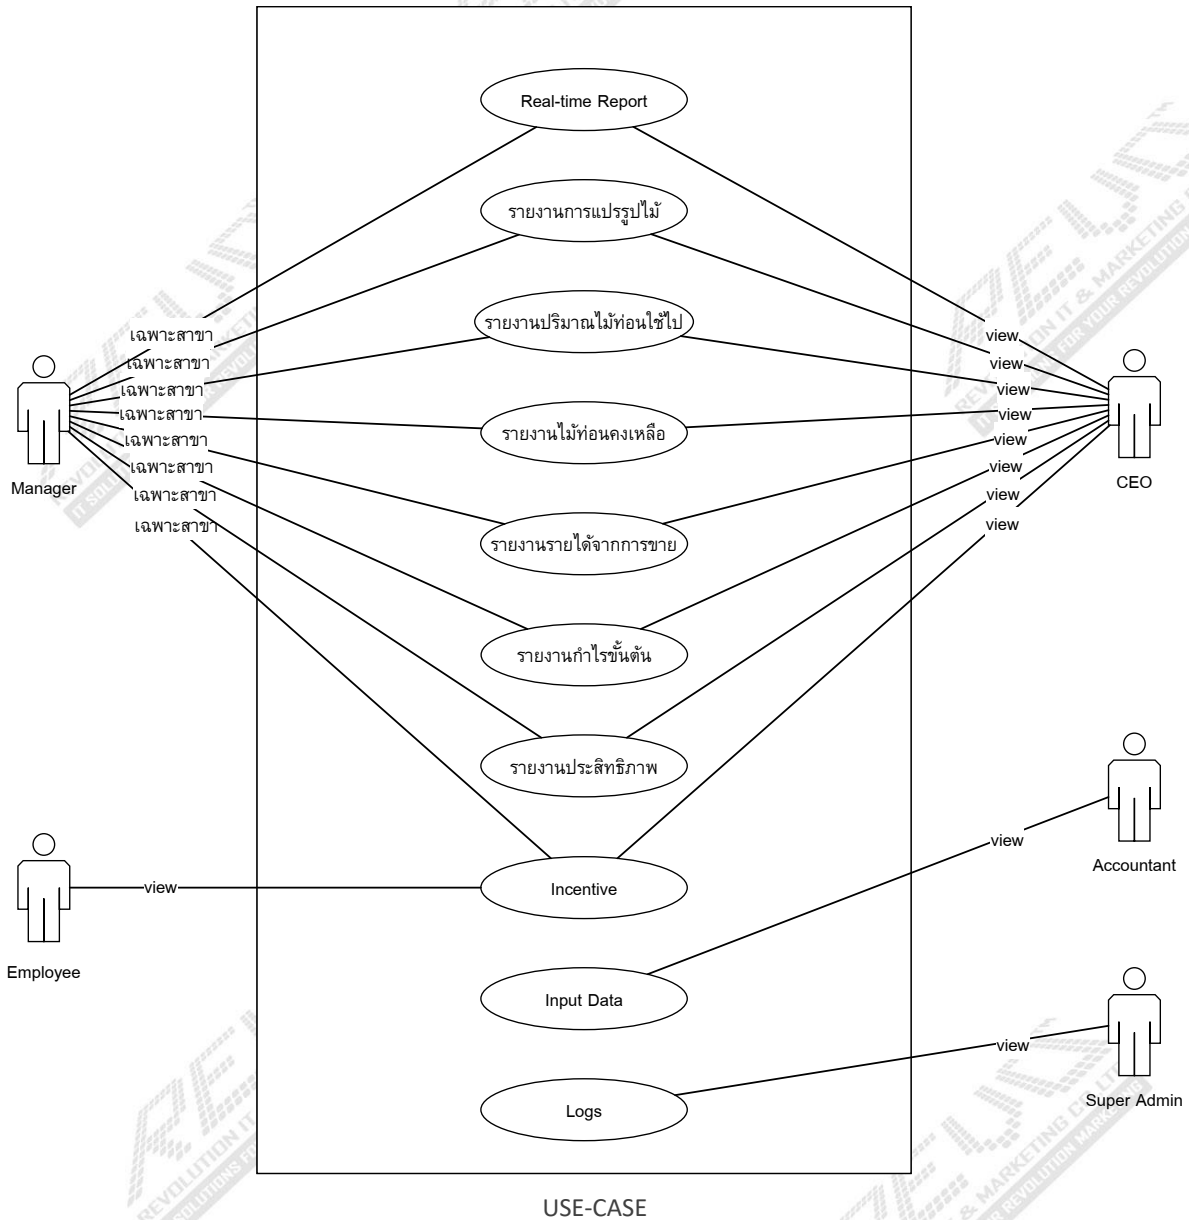 Real-time Report
รายงานการแปรรูปไม้
รายงานปริมาณไม้ท่อนใช้ไป
รายงานไม้ท่อนคงเหลือ
รายงานรายได้จากการขาย
รายงานกำไรขั้นต้น
รายงานประสิทธิภาพ
Incentive
Input Data
Logs
เฉพาะสาขา
เฉพาะสาขา
เฉพาะสาขา
เฉพาะสาขา
เฉพาะสาขา
เฉพาะสาขา
เฉพาะสาขา
เฉพาะสาขา
Manager
view
Employee
view
view
view
view
view
view
view
view
CEO
view
Accountant
view
Super Admin
USE-CASE